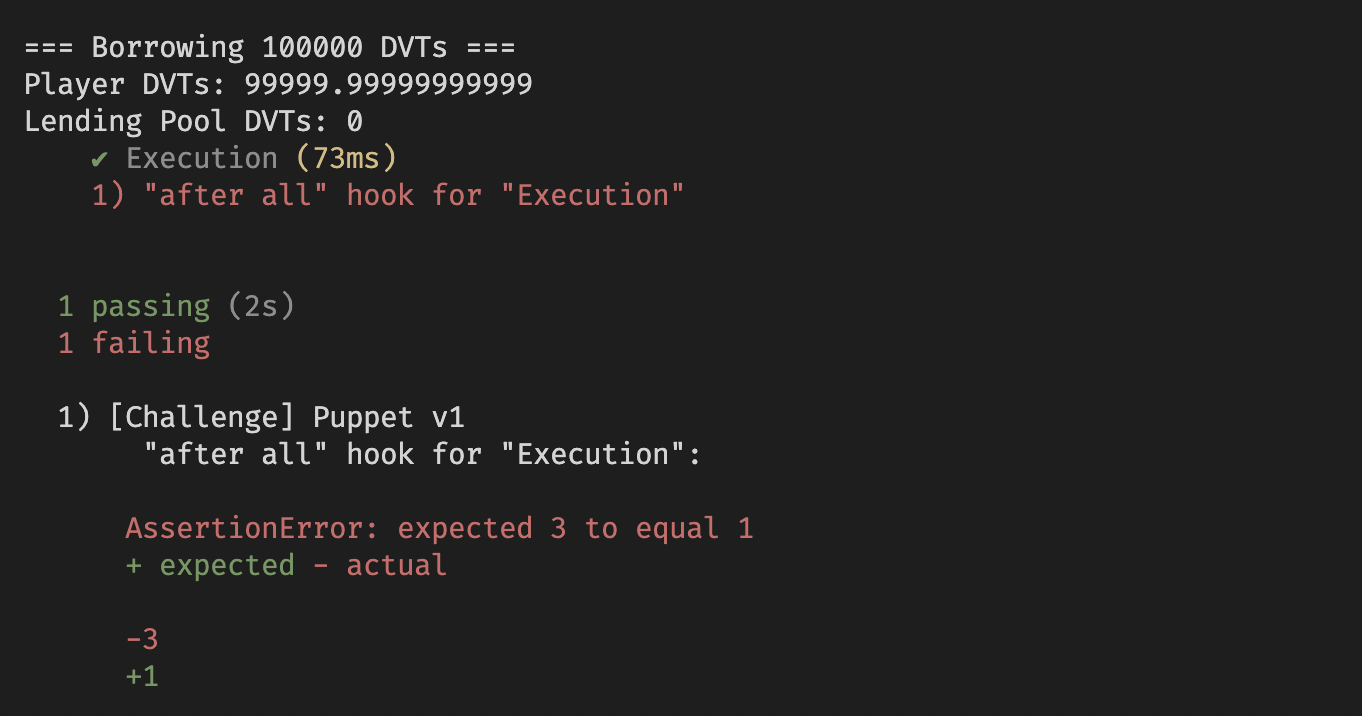 === Borrowing 100000 DVTs ===
Player DVTs: 99999.99999999999
Lending Pool DVTs: 0
✔ Execution (73ms)
1) "after all" hook for "Execution"
1 passing (2s)
1 failing
1) [Challenge] Puppet v1
"after all" hook for "Execution":
AssertionError: expected 3 to equal 1
+ expected - actual
-3
+1